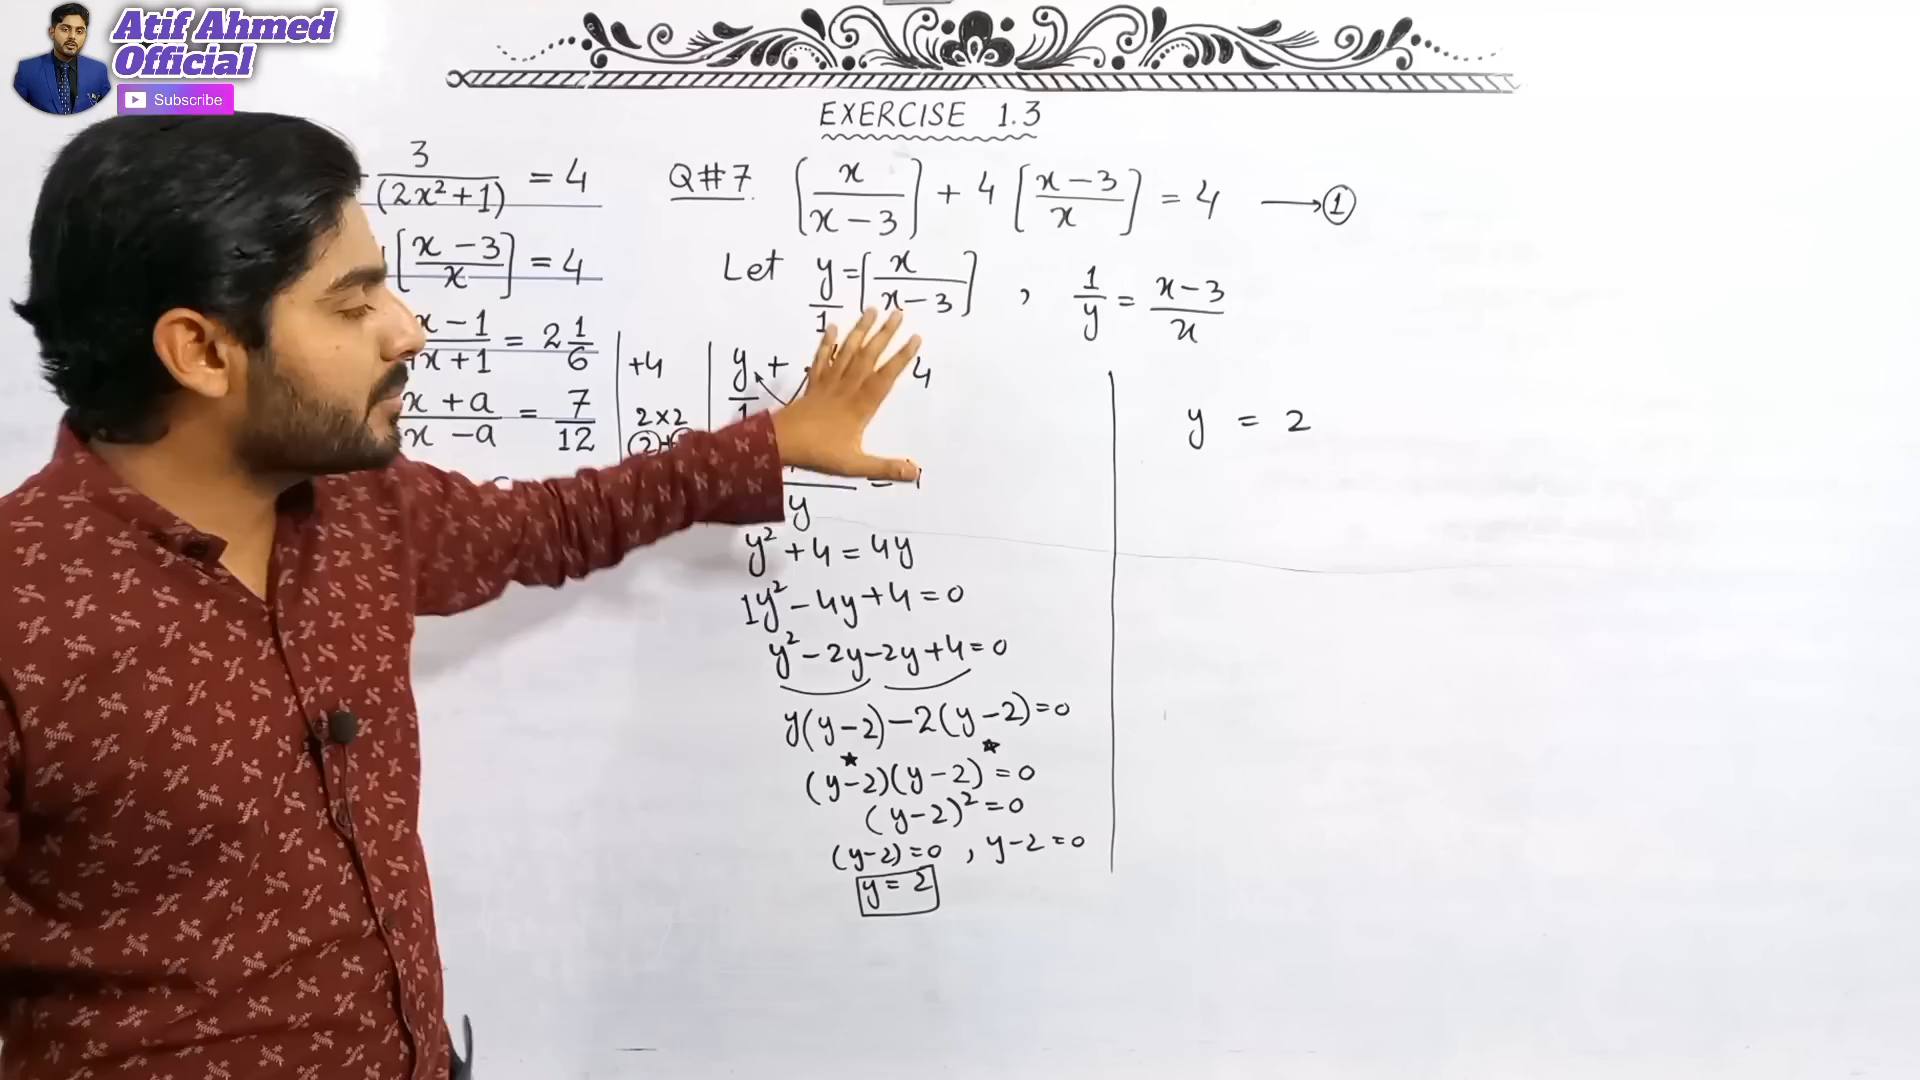 Atif Ahmed
Official
Subscribe
EXERCISE 1.3
3/(2x²+1) = 4
[x-3/x] = 4
x-1/x+1 = 2 1/6
x+a/x-a = 7/12
Q#7 [x/x-3] + 4[x-3/x] = 4 → ①
Let y/1 = [x/x-3] , 1/y = x-3/x
+4
2×2
y/1 + 4
y
y² + 4 = 4y
1y² - 4y + 4 = 0
y² - 2y - 2y + 4 = 0
y(y-2) - 2(y-2) = 0
(y-2)(y-2) = 0
(y-2)² = 0
(y-2) = 0 , y-2 = 0
y = 2
y = 2